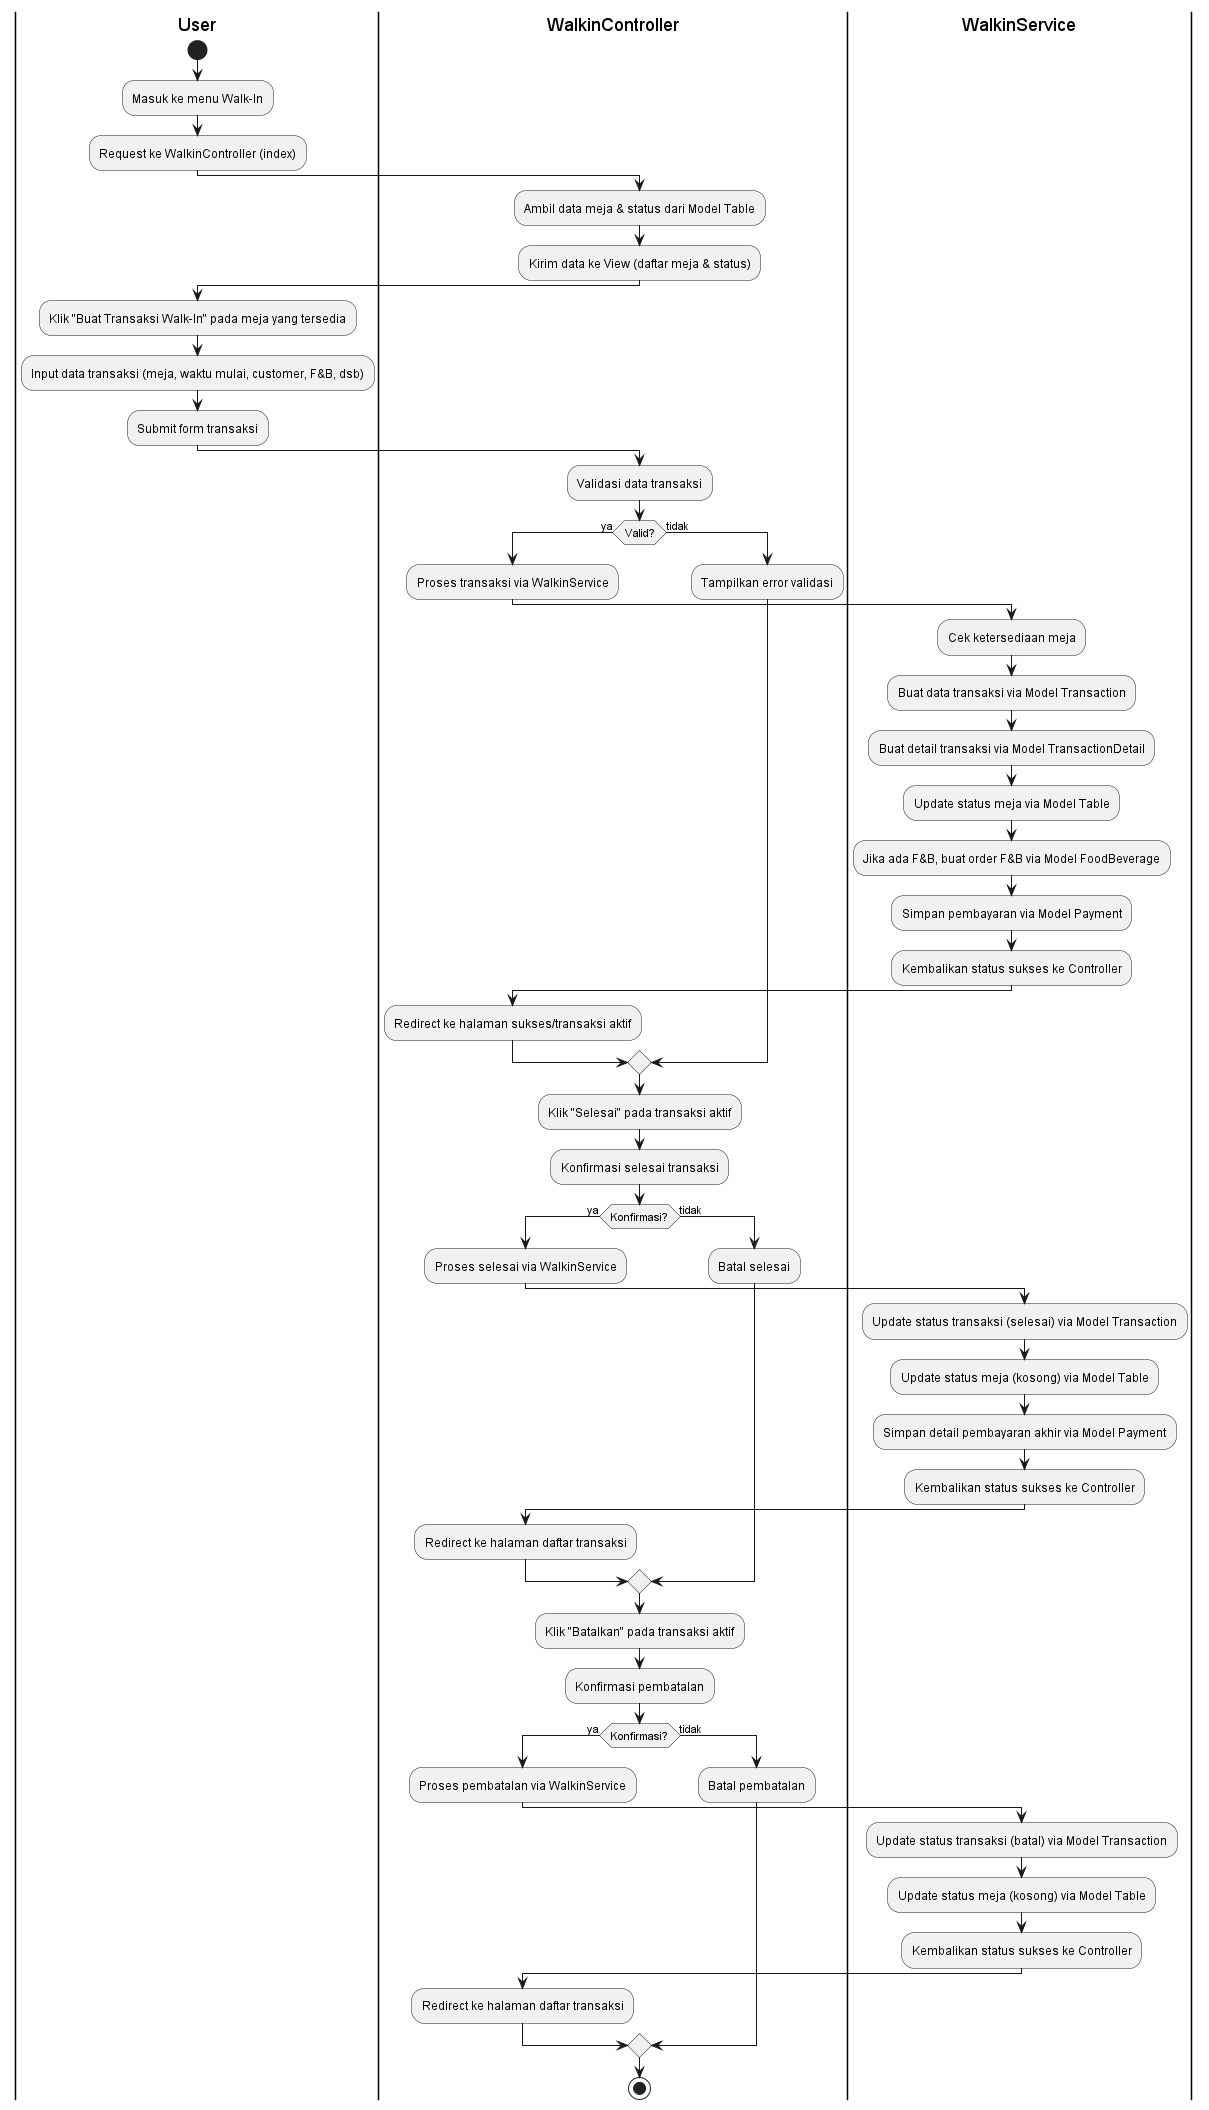 User
WalkinController
WalkinService
Masuk ke menu Walk-In
Request ke WalkinController (index)
Ambil data meja & status dari Model Table
Kirim data ke View (daftar meja & status)
Klik "Buat Transaksi Walk-In" pada meja yang tersedia
Input data transaksi (meja, waktu mulai, customer, F&B, dsb)
Submit form transaksi
Validasi data transaksi
ya
Valid?
tidak
Proses transaksi via WalkinService
Tampilkan error validasi
Cek ketersediaan meja
Buat data transaksi via Model Transaction
Buat detail transaksi via Model TransactionDetail
Update status meja via Model Table
Jika ada F&B, buat order F&B via Model FoodBeverage
Simpan pembayaran via Model Payment
Kembalikan status sukses ke Controller
Redirect ke halaman sukses/transaksi aktif
Klik "Selesai" pada transaksi aktif
Konfirmasi selesai transaksi
ya
Konfirmasi?
tidak
Proses selesai via WalkinService
Batal selesai
Update status transaksi (selesai) via Model Transaction
Update status meja (kosong) via Model Table
Simpan detail pembayaran akhir via Model Payment
Kembalikan status sukses ke Controller
Redirect ke halaman daftar transaksi
Klik "Batalkan" pada transaksi aktif
Konfirmasi pembatalan
ya
Konfirmasi?
tidak
Proses pembatalan via WalkinService
Batal pembatalan
Update status transaksi (batal) via Model Transaction
Update status meja (kosong) via Model Table
Kembalikan status sukses ke Controller
Redirect ke halaman daftar transaksi